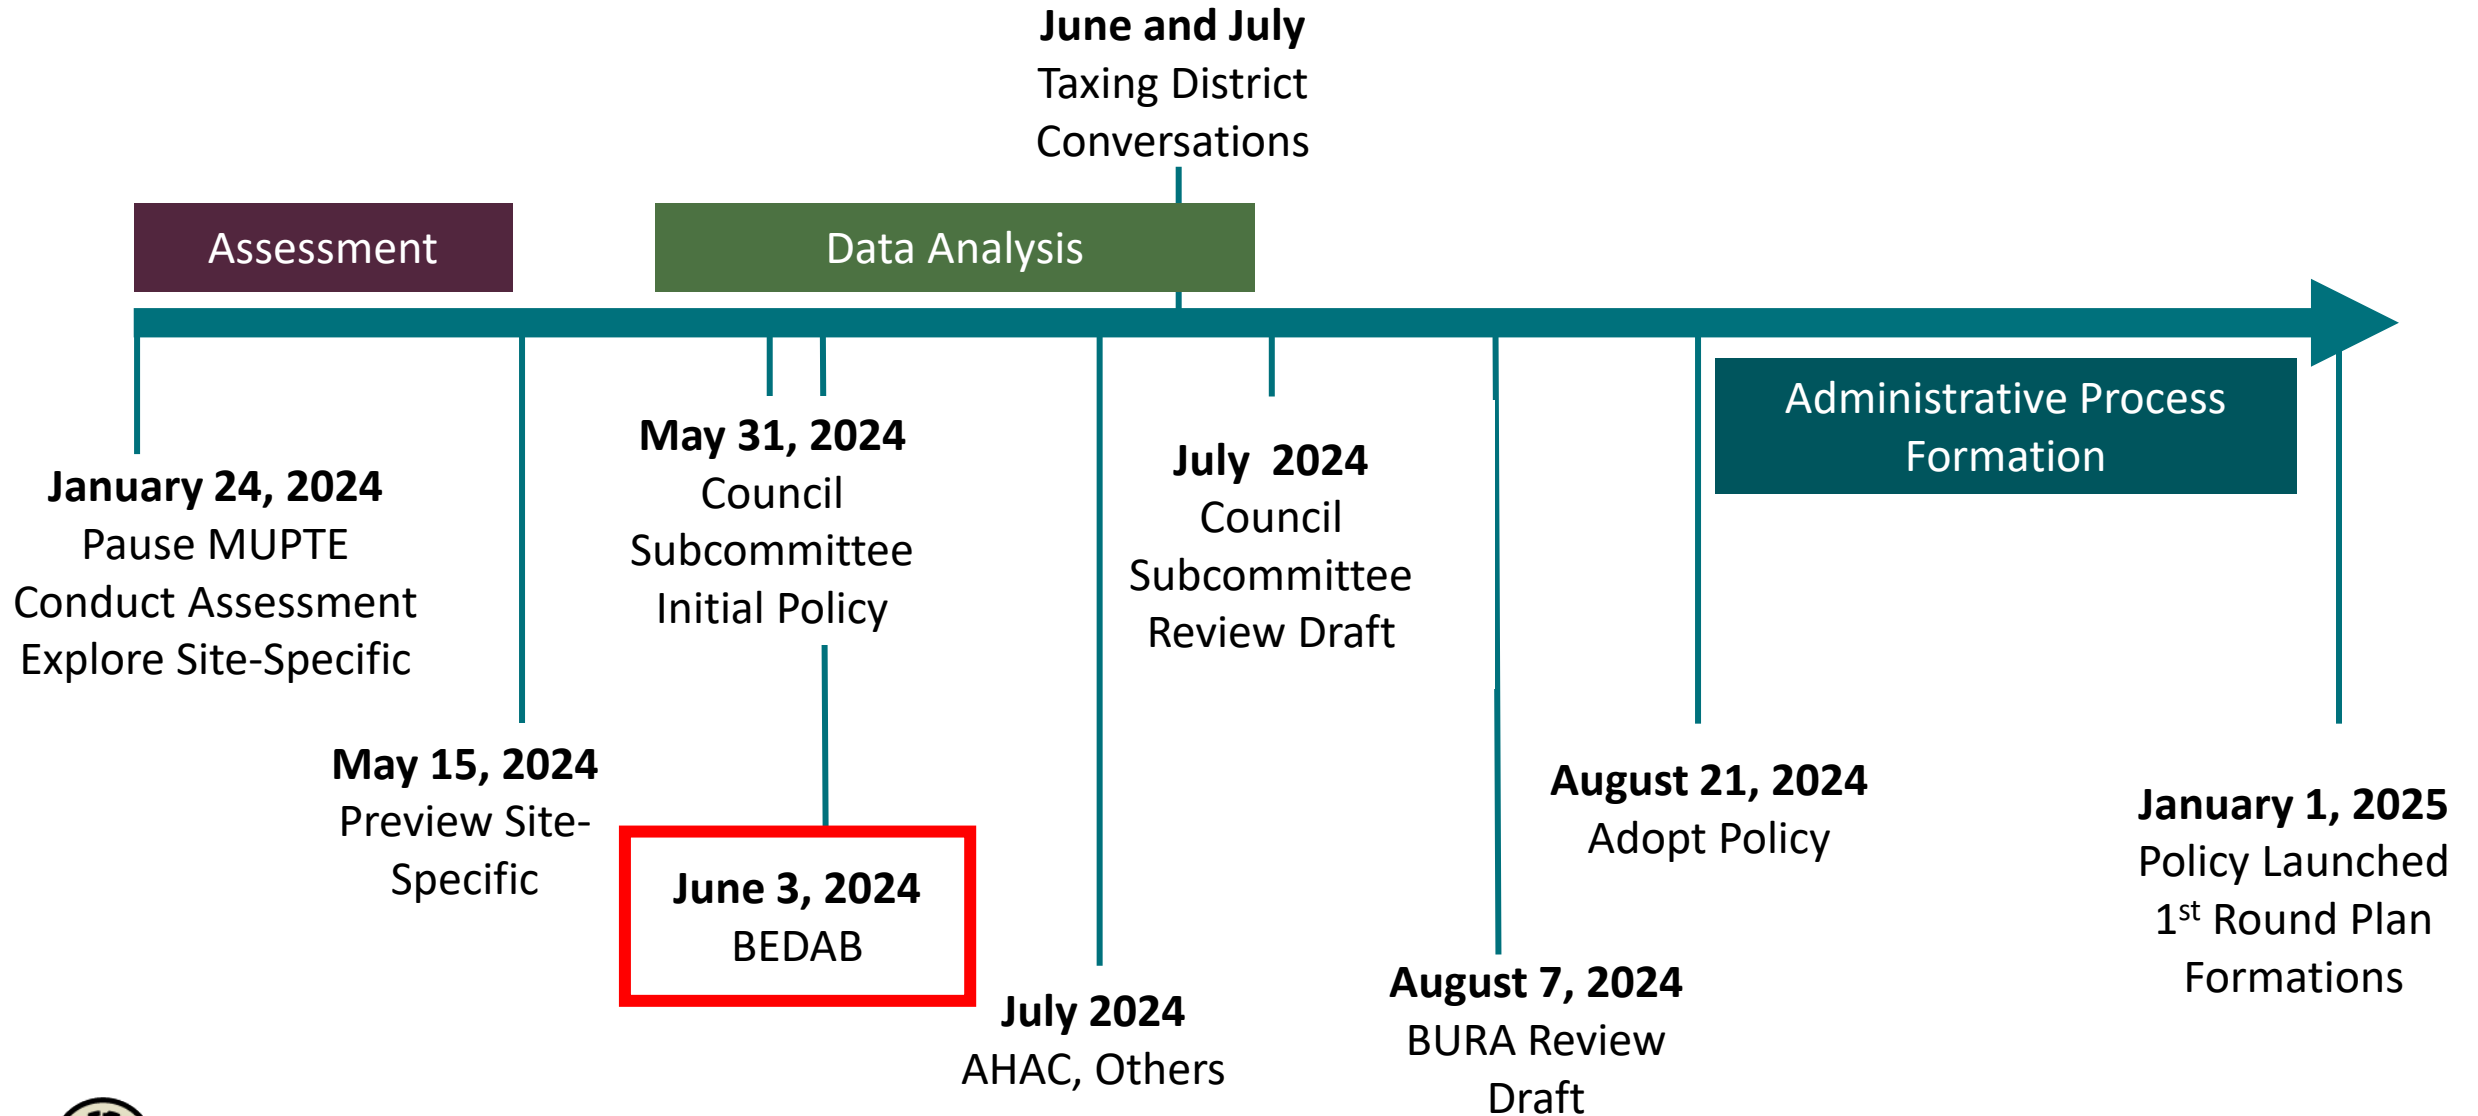 June and July
Taxing District
Conversations
Assessment
Data Analysis
Administrative Process
Formation
January 24, 2024
Pause MUPTE
Conduct Assessment
Explore Site-Specific
May 15, 2024
Preview Site-
Specific
May 31, 2024
Council
Subcommittee
Initial Policy
June 3, 2024
BEDAB
July 2024
AHAC, Others
July  2024
Council
Subcommittee
Review Draft
August 7, 2024
BURA Review
Draft
August 21, 2024
Adopt Policy
January 1, 2025
Policy Launched
1st Round Plan
Formations